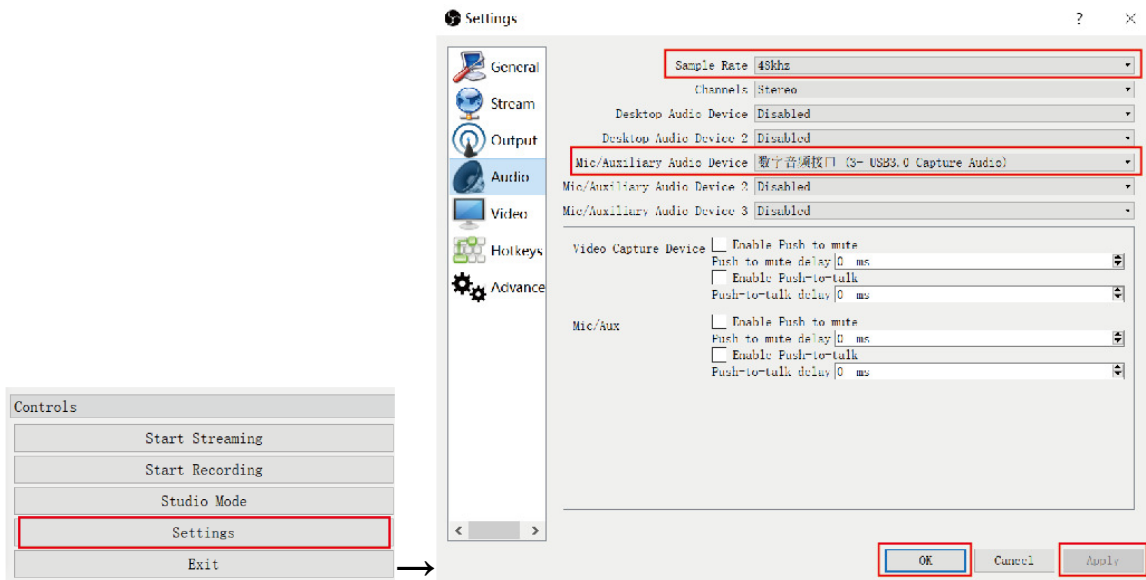 Controls
Start Streaming
Start Recording
Studio Mode
Settings
Exit
→
Settings ? ×
General
Stream
Output
Audio
Video
Hotkeys
Advance
Sample Rate 48khz
Channels Stereo
Desktop Audio Device Disabled
Desktop Audio Device 2 Disabled
Mic/Auxiliary Audio Device 数字音频接口 (3- USB3.0 Capture Audio)
Mic/Auxiliary Audio Device 2 Disabled
Mic/Auxiliary Audio Device 3 Disabled
Video Capture Device Enable Push to mute
Push to mute delay 0 ms
Enable Push-to-talk
Push-to-talk delay 0 ms
Mic/Aux Enable Push to mute
Push to mute delay 0 ms
Enable Push-to-talk
Push-to-talk delay 0 ms
< >
OK Cancel Apply